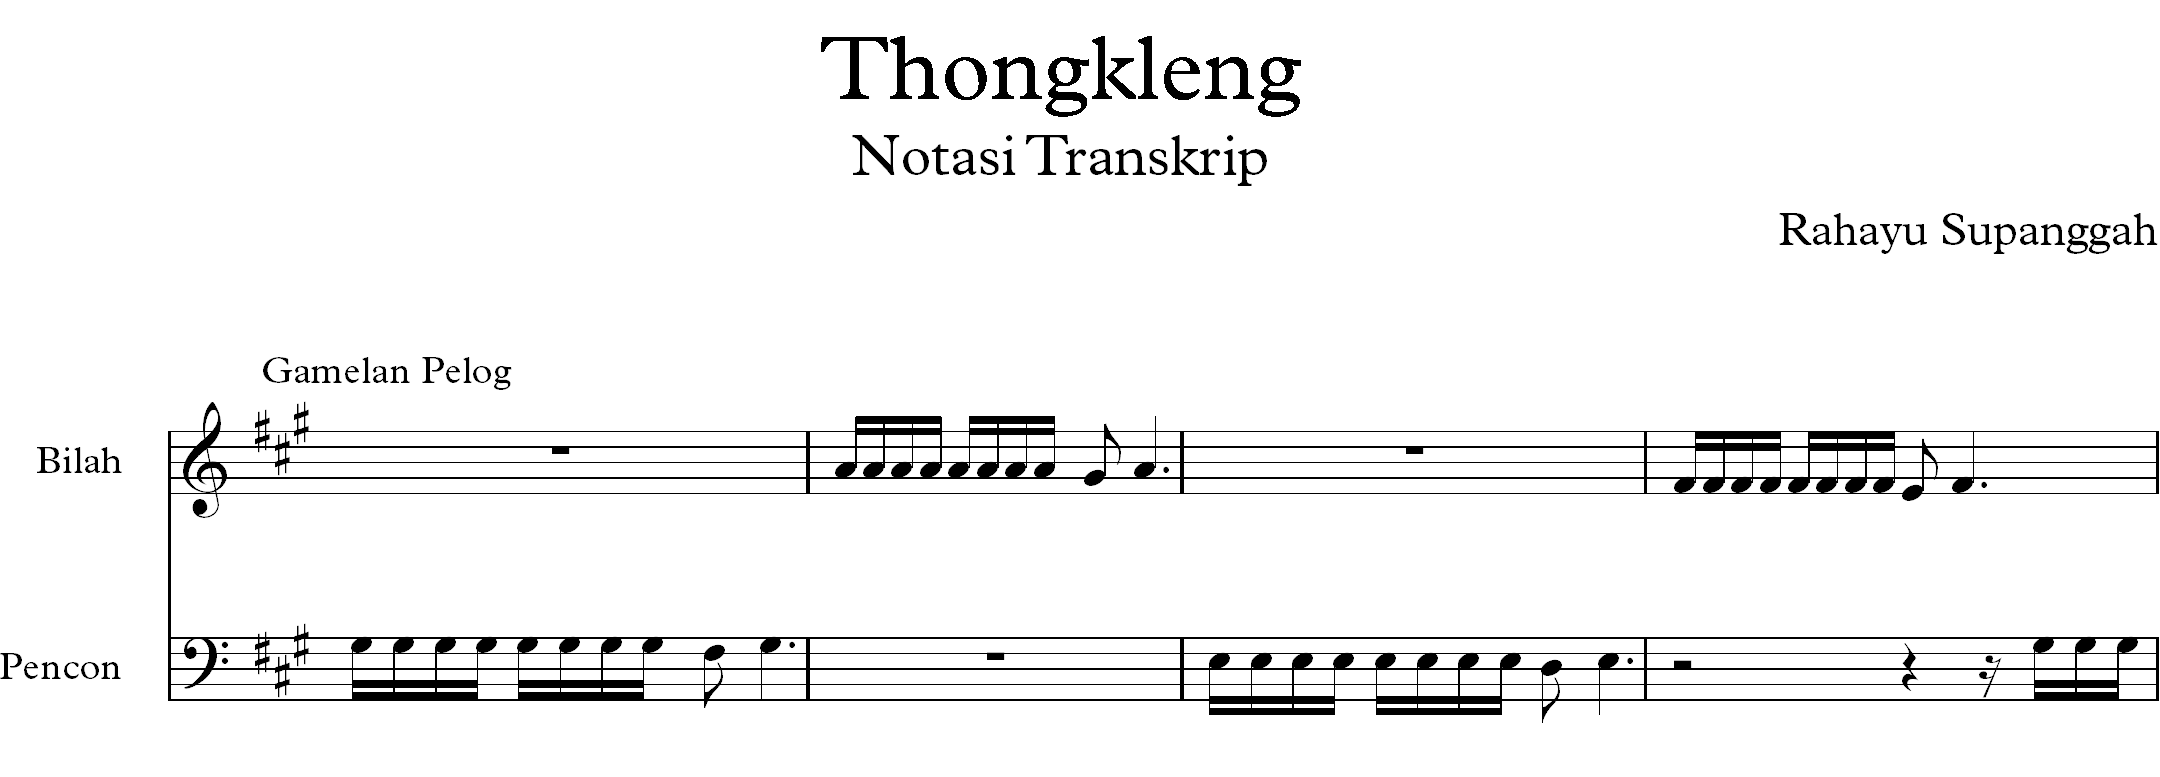 Thongkleng
Notasi Transkrip
Rahayu Supanggah
Gamelan Pelog
Bilah
Pencon